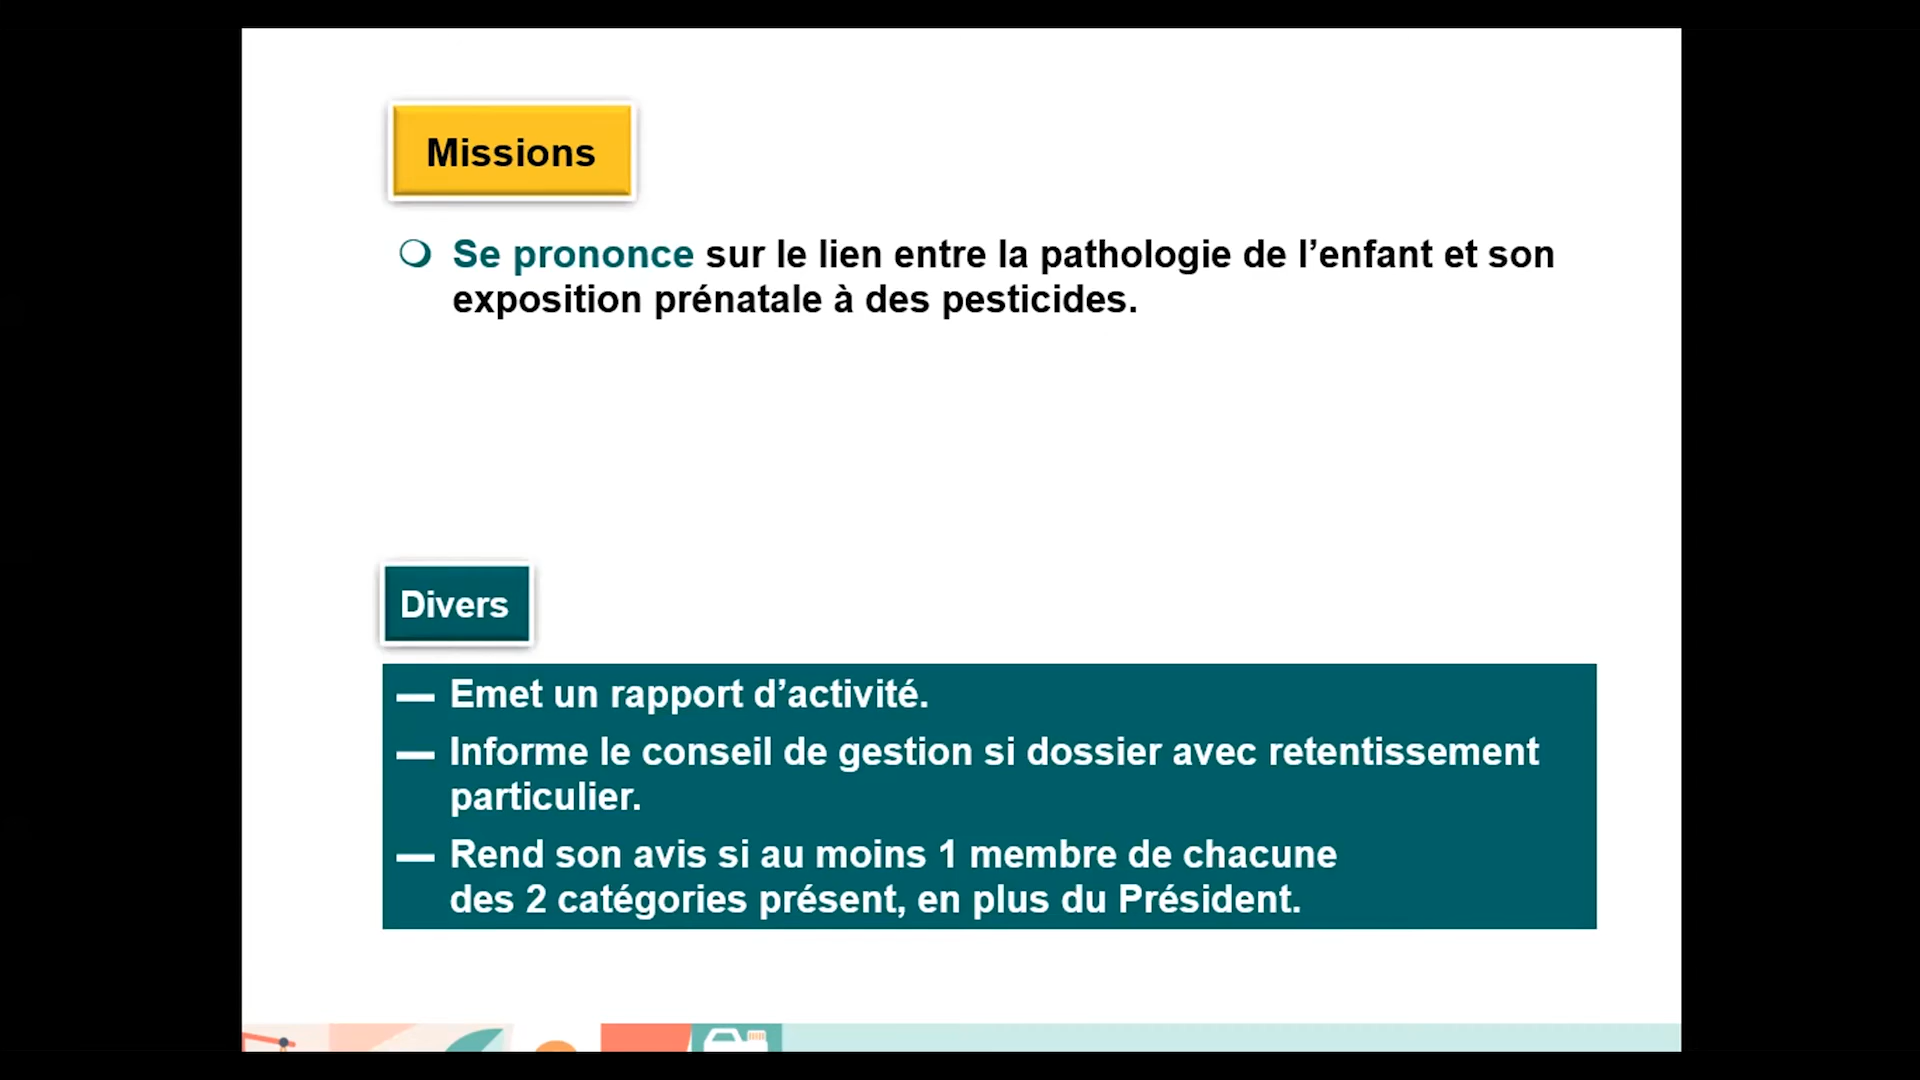 Missions
Se prononce sur le lien entre la pathologie de l’enfant et son
exposition prénatale à des pesticides.
Divers
— Emet un rapport d’activité.
— Informe le conseil de gestion si dossier avec retentissement
particulier.
— Rend son avis si au moins 1 membre de chacune
des 2 catégories présent, en plus du Président.